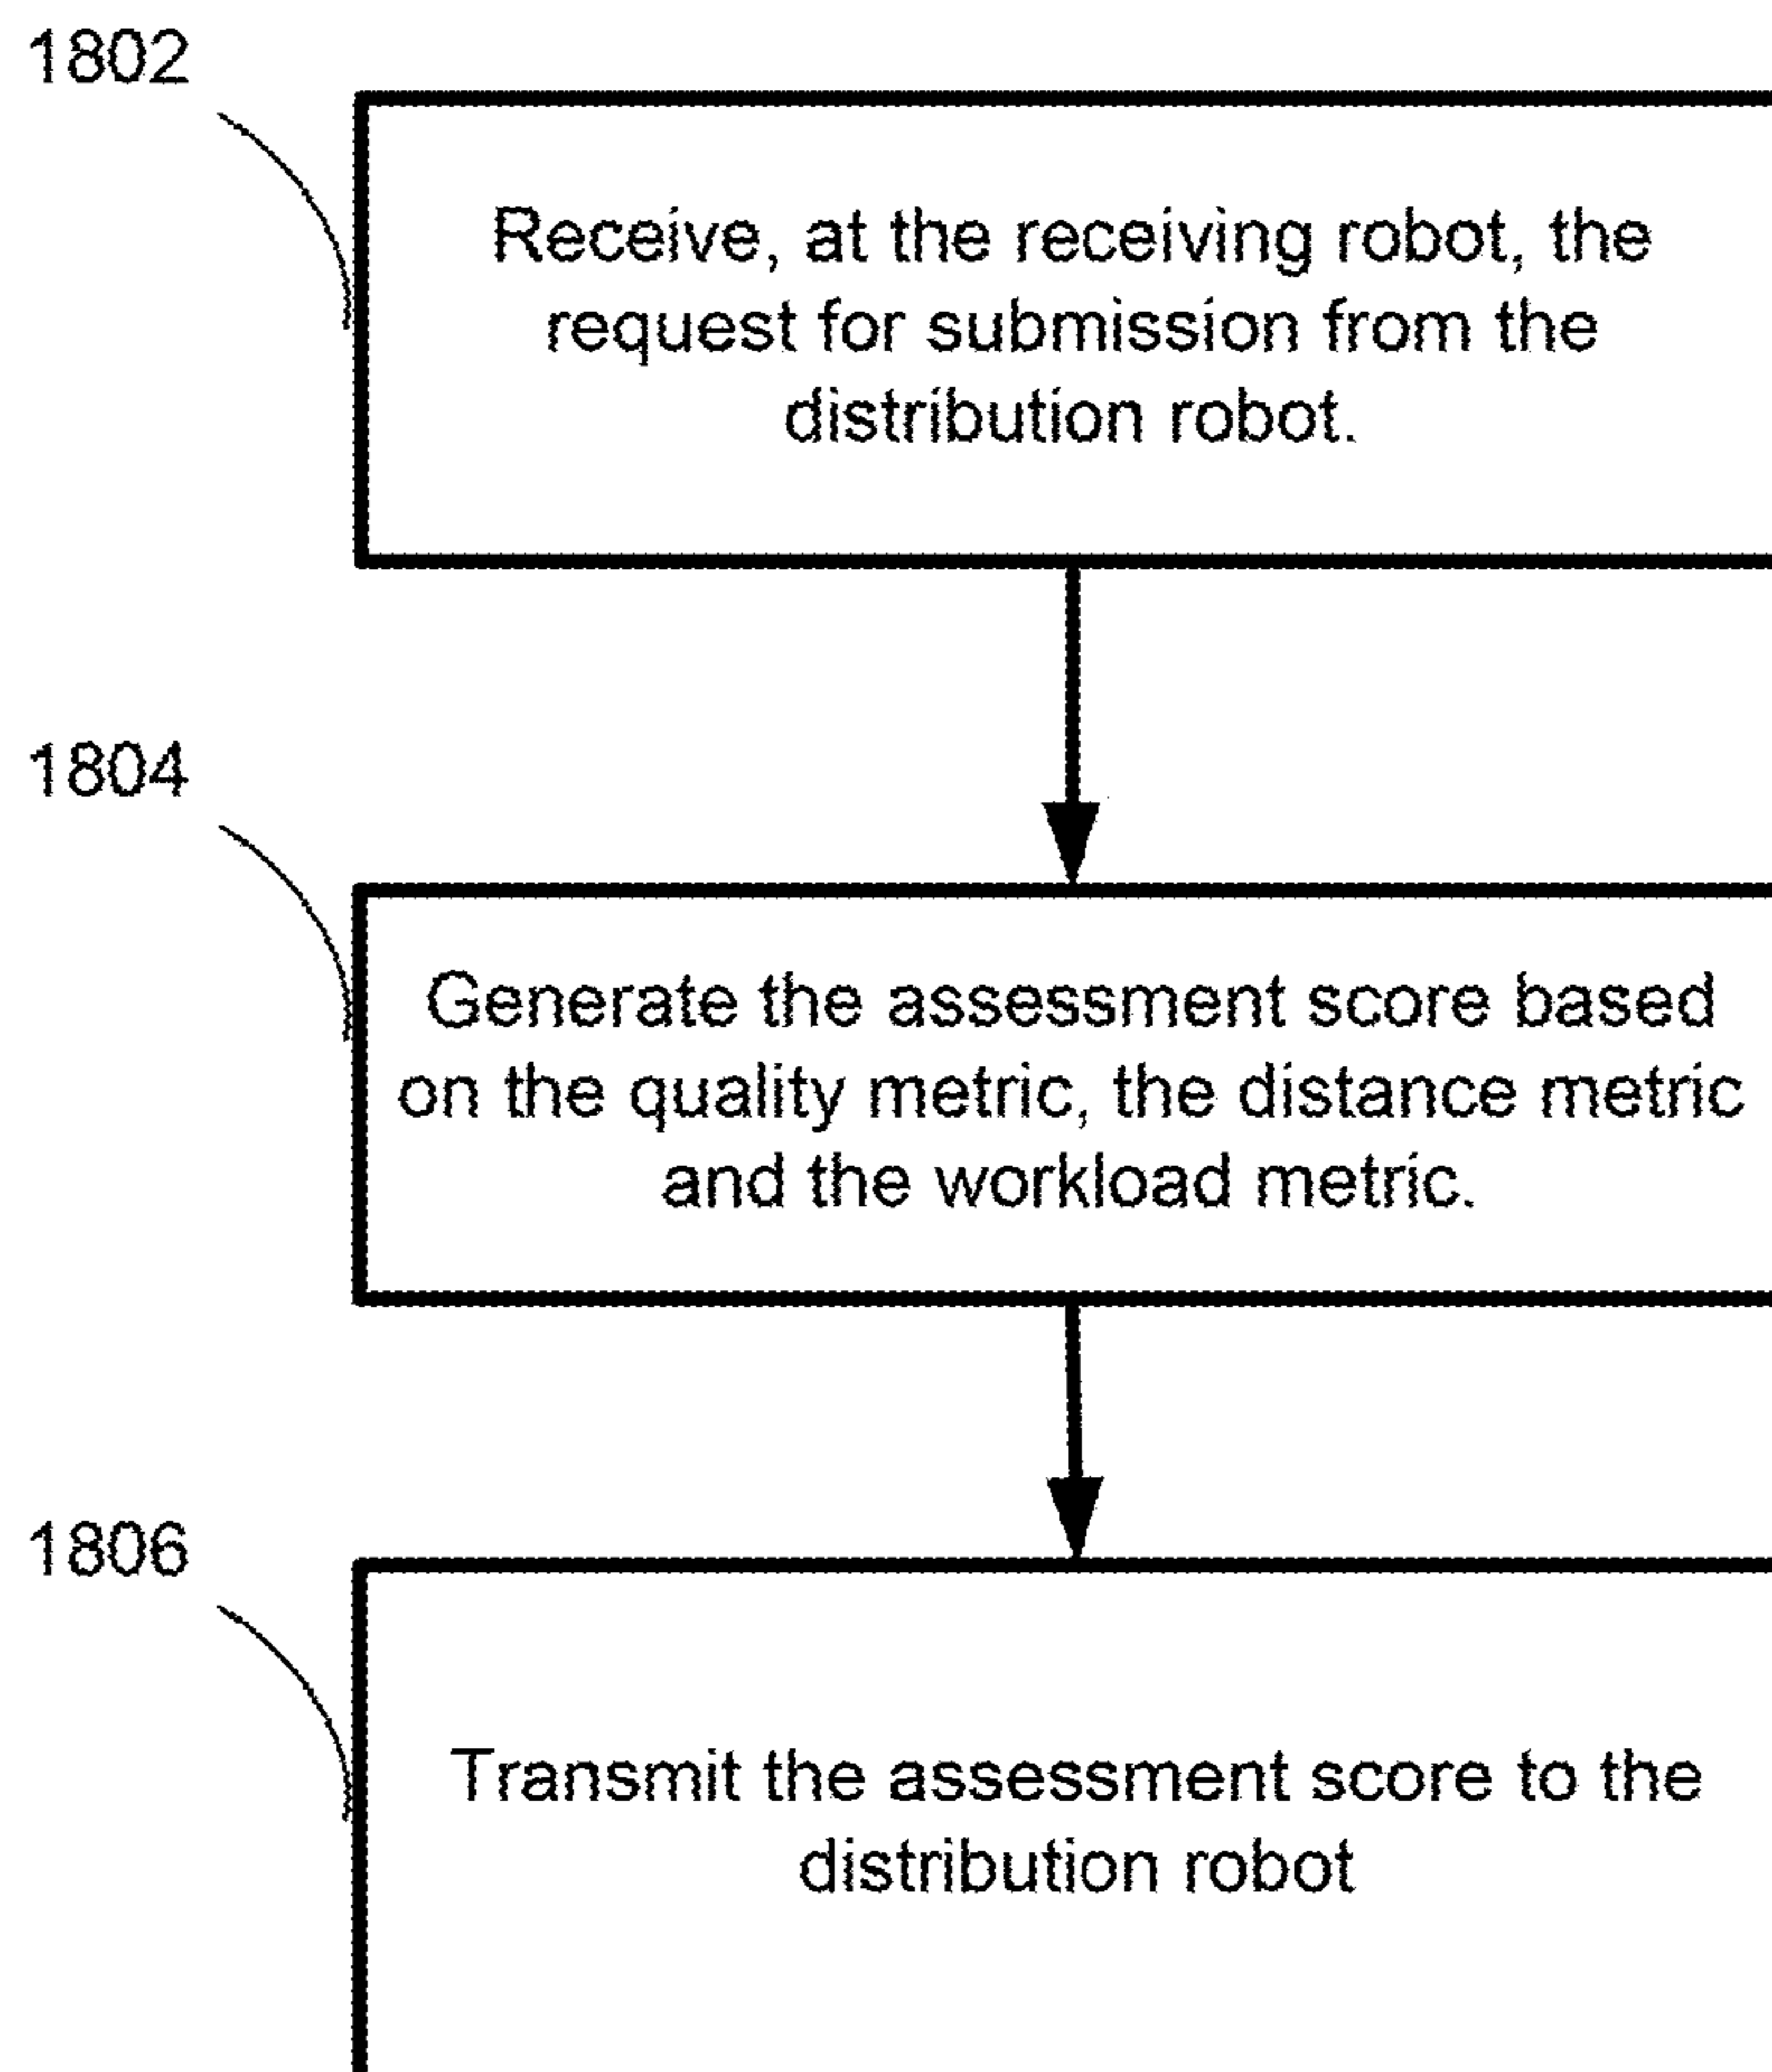 1802
Receive, at the receiving robot, the
request for submission from the
distribution robot.
1804
Generate the assessment score based
on the quality metric, the distance metric
and the workload metric.
1806
Transmit the assessment score to the
distribution robot